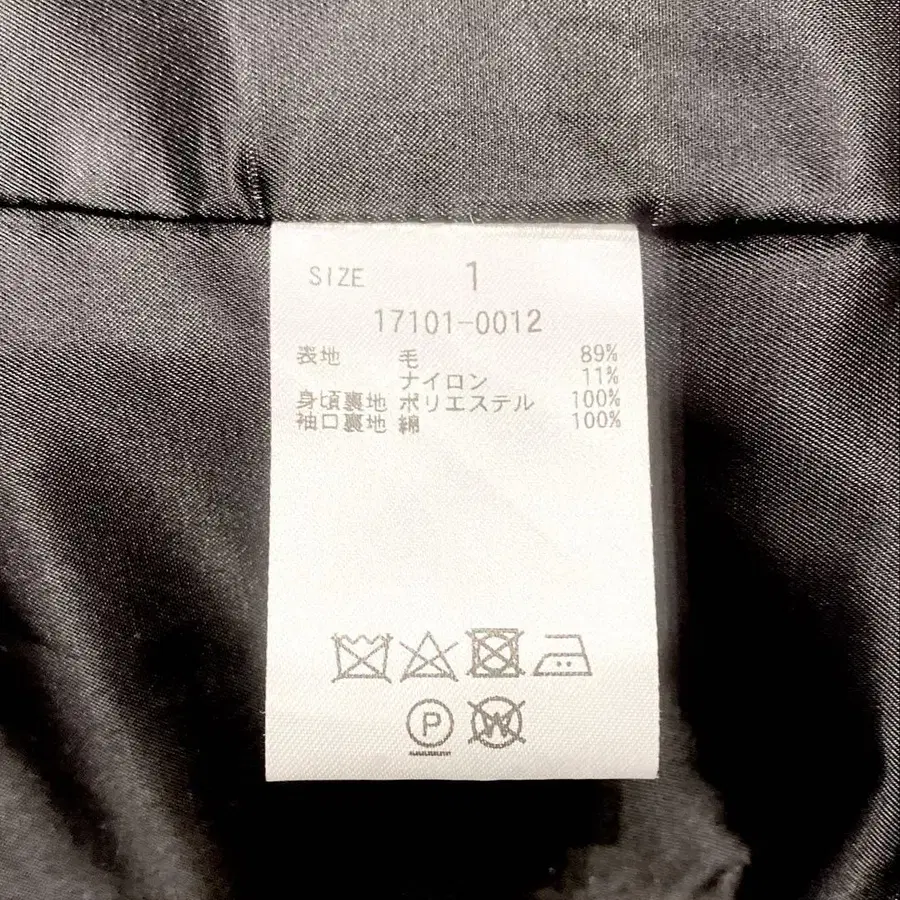 SIZE 1
17101-0012
表地 毛 89%
ナイロン 11%
身頃裏地 ポリエステル 100%
袖口裏地 綿 100%
P W